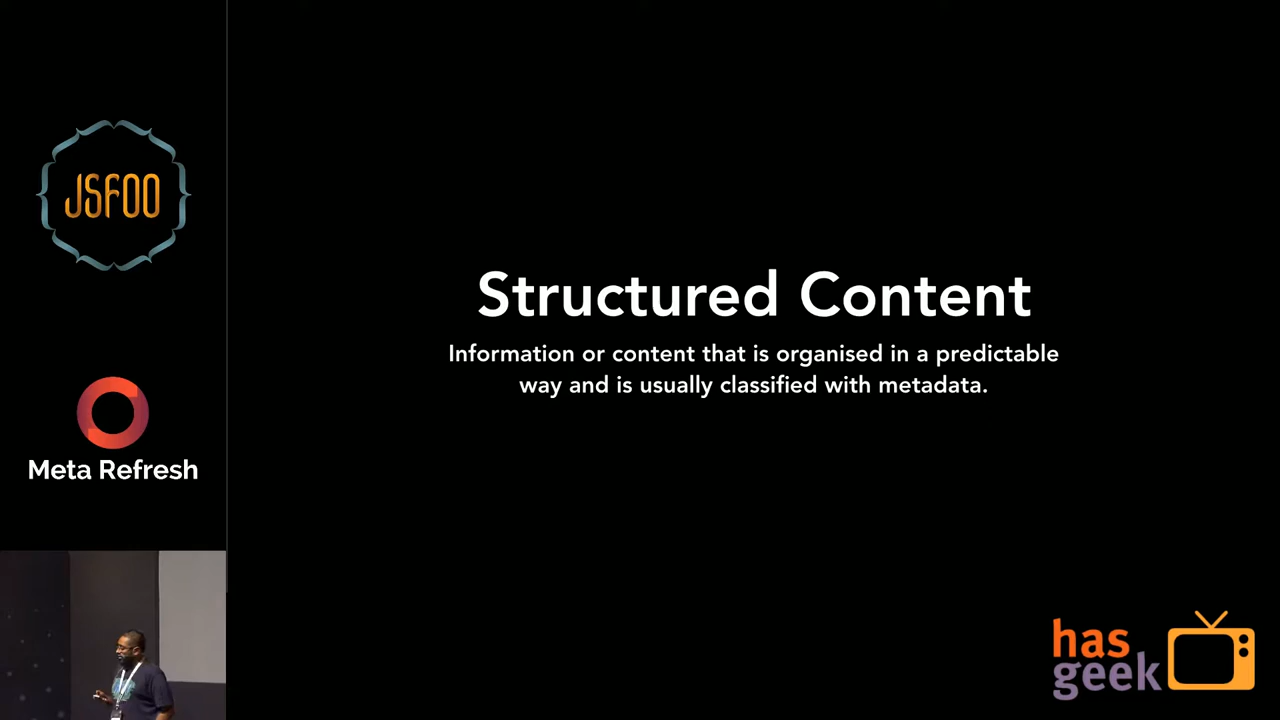 JSFOO
Meta Refresh
Structured Content
Information or content that is organised in a predictable
way and is usually classified with metadata.
has
geek